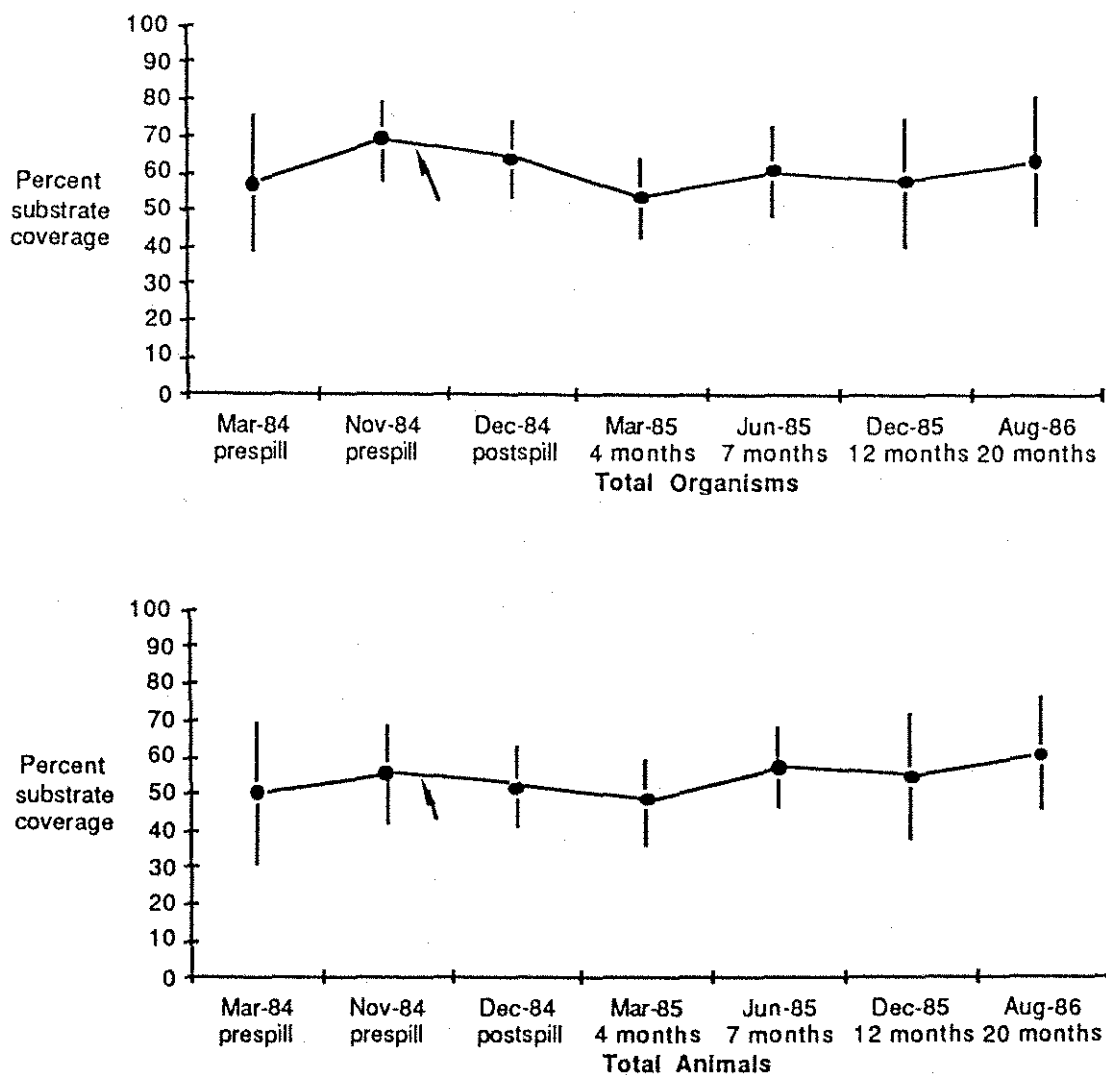 100
90
80
70
60
50
40
30
20
10
0
Percent
substrate
coverage
Mar-84 Nov-84 Dec-84 Mar-85 Jun-85 Dec-85 Aug-86
prespill prespill postspill 4 months 7 months 12 months 20 months
Total Organisms
100
90
80
70
60
50
40
30
20
10
0
Percent
substrate
coverage
Mar-84 Nov-84 Dec-84 Mar-85 Jun-85 Dec-85 Aug-86
prespill prespill postspill 4 months 7 months 12 months 20 months
Total Animals